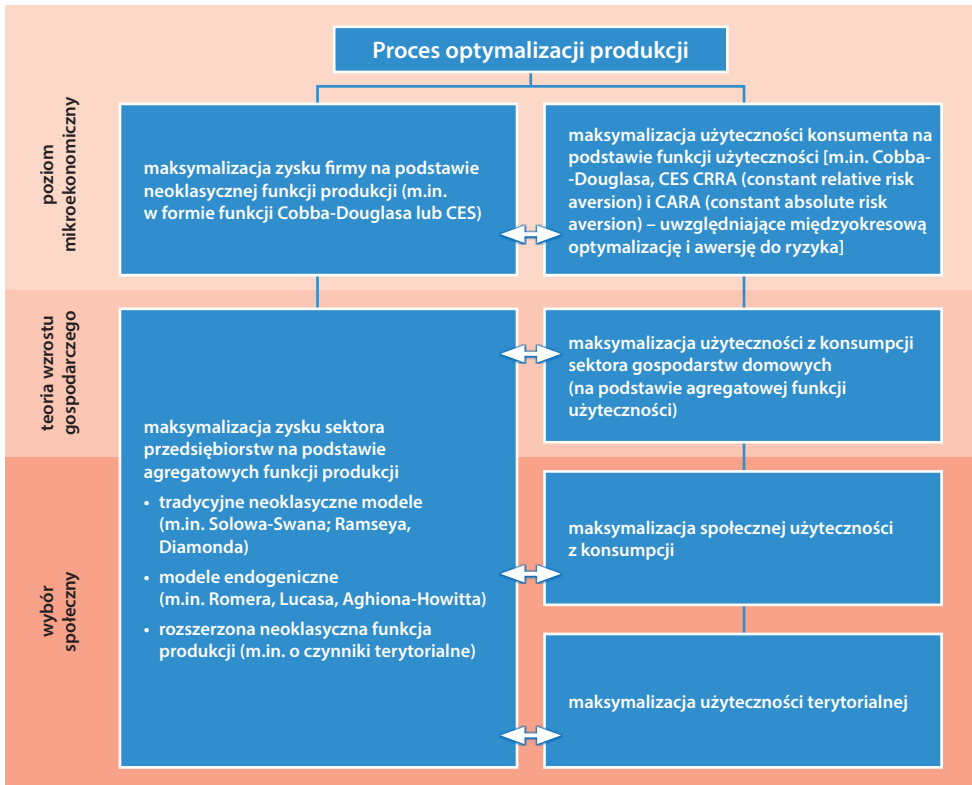 Proces optymalizacji produkcji
poziom
mikroekonomiczny
maksymalizacja zysku firmy na podstawie
neoklasycznej funkcji produkcji (m.in.
w formie funkcji Cobba-Douglasa lub CES)
maksymalizacja użyteczności konsumenta na
podstawie funkcji użyteczności [m.in. Cobba-
-Douglasa, CES CRRA (constant relative risk
aversion) i CARA (constant absolute risk
aversion) – uwzględniające międzyokresową
optymalizację i awersję do ryzyka]
teoria wzrostu
gospodarczego
maksymalizacja zysku sektora
przedsiębiorstw na podstawie
agregatowych funkcji produkcji
• tradycyjne neoklasyczne modele
(m.in. Solowa-Swana; Ramseya,
Diamonda)
• modele endogeniczne
(m.in. Romera, Lucasa, Aghiona-Howitta)
• rozszerzona neoklasyczna funkcja
produkcji (m.in. o czynniki terytorialne)
maksymalizacja użyteczności z konsumpcji
sektora gospodarstw domowych
(na podstawie agregatowej funkcji
użyteczności)
wybór
społeczny
maksymalizacja społecznej użyteczności
z konsumpcji
maksymalizacja użyteczności terytorialnej